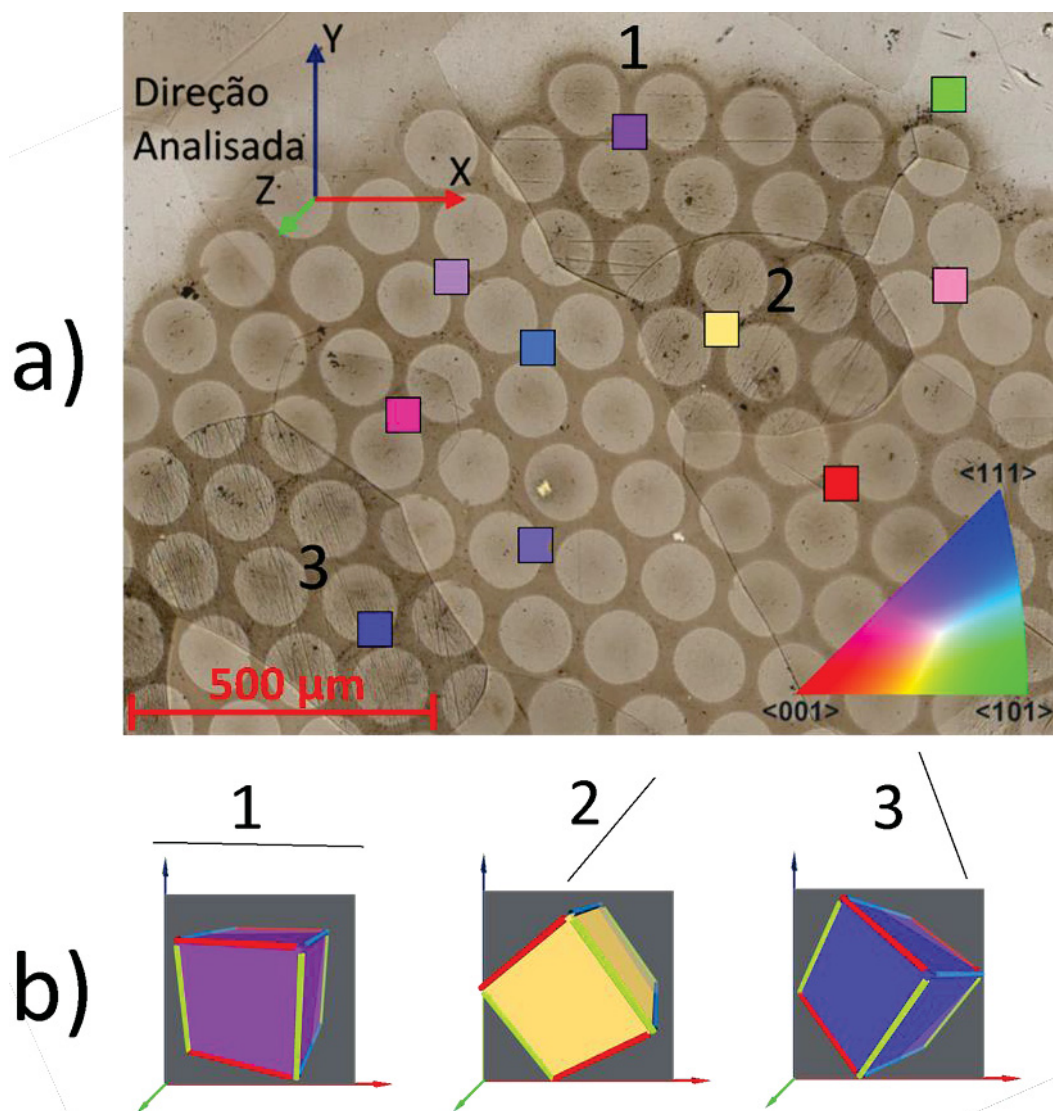 a)
Direção
Analisada
Y
X
Z
1
2
3
500 µm
<111>
<001>
<101>
b)
1
2
3